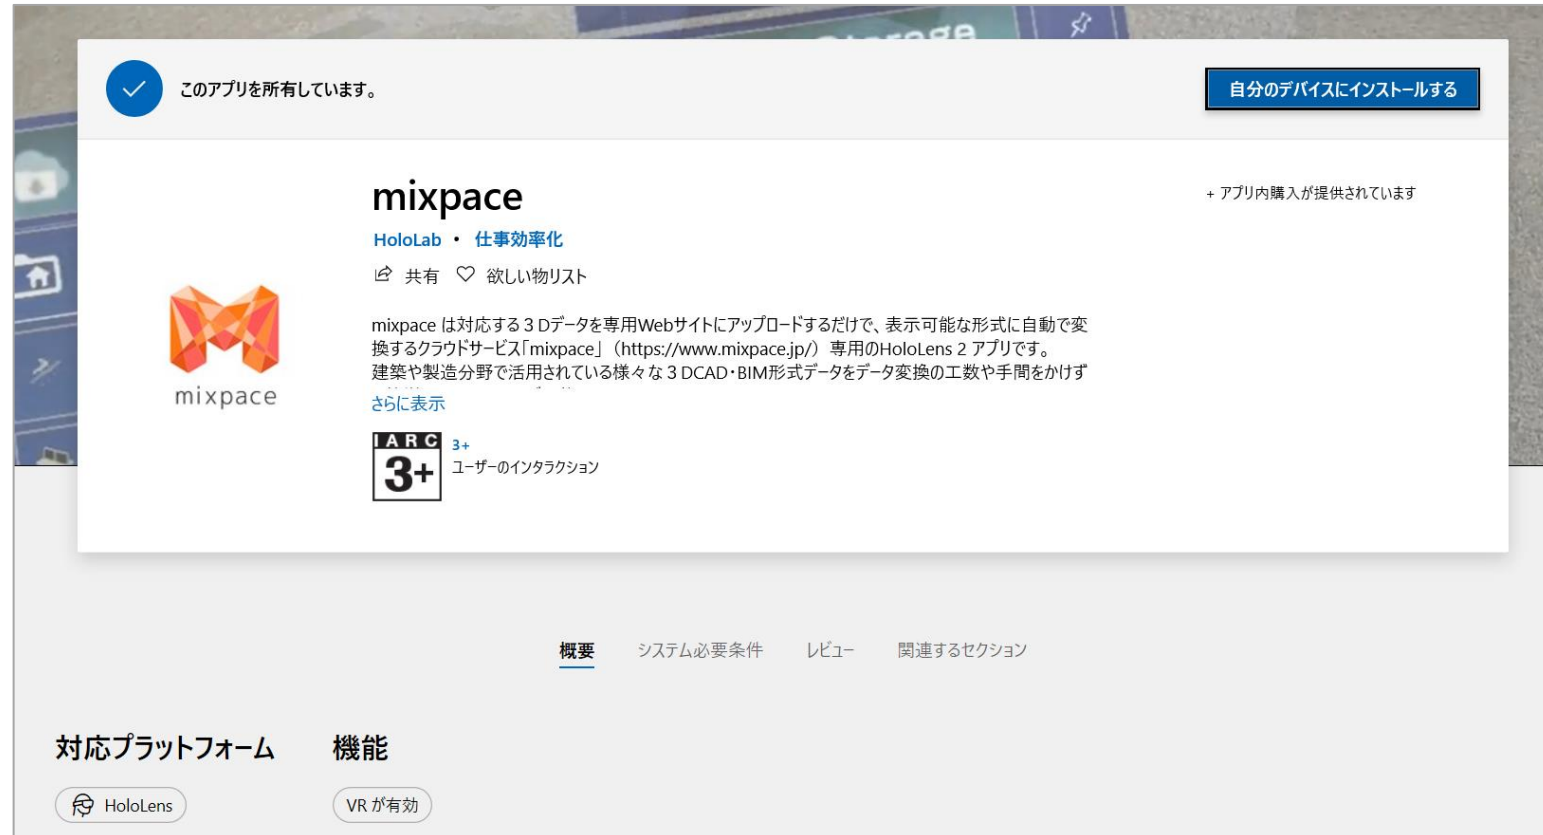 Storage
このアプリを所有しています。
自分のデバイスにインストールする
mixpace
HoloLab • 仕事効率化
+ アプリ内購入が提供されています
共有 欲しい物リスト
mixpace は対応する3Dデータを専用Webサイトにアップロードするだけで、表示可能な形式に自動で変
換するクラウドサービス「mixpace」(https://www.mixpace.jp/) 専用のHoloLens 2 アプリです。
建築や製造分野で活用されている様々な3DCAD・BIM形式データをデータ変換の工数や手間をかけず
さらに表示
mixpace
IARC
3+
3+
ユーザーのインタラクション
概要 システム必要条件 レビュー 関連するセクション
対応プラットフォーム 機能
HoloLens VR が有効